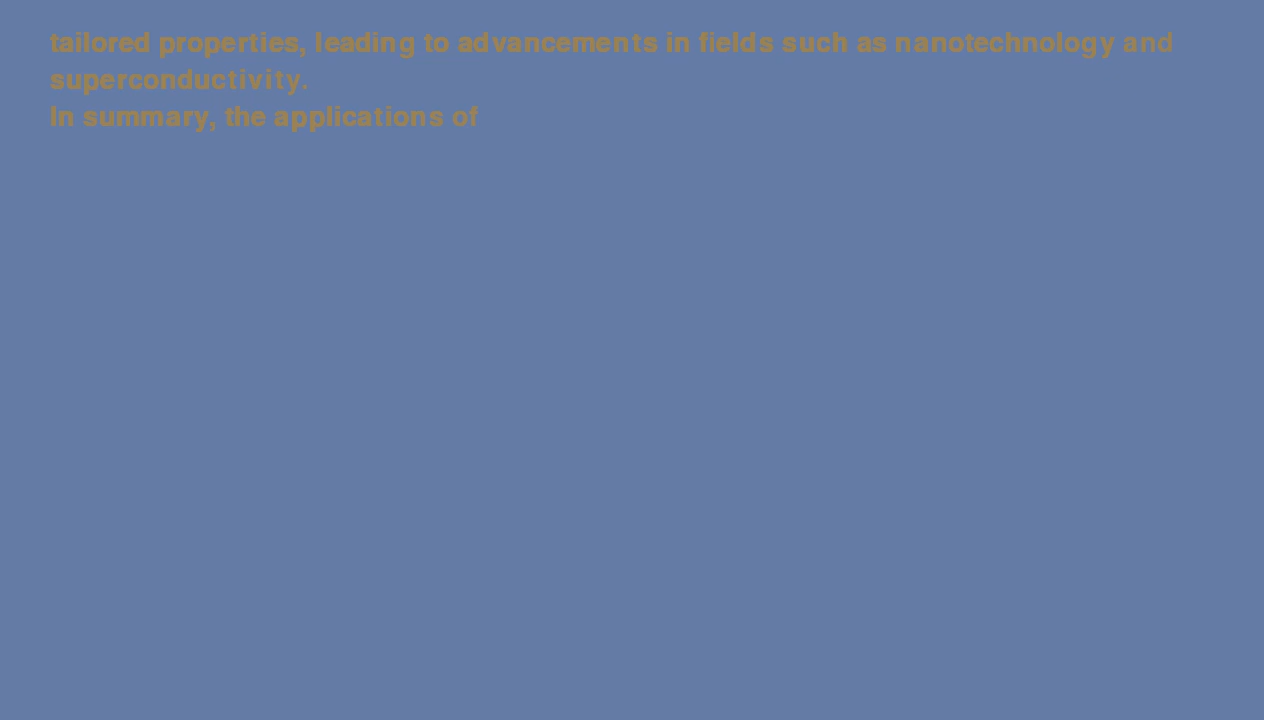 tailored properties, leading to advancements in fields such as nanotechnology and
superconductivity.
In summary, the applications of